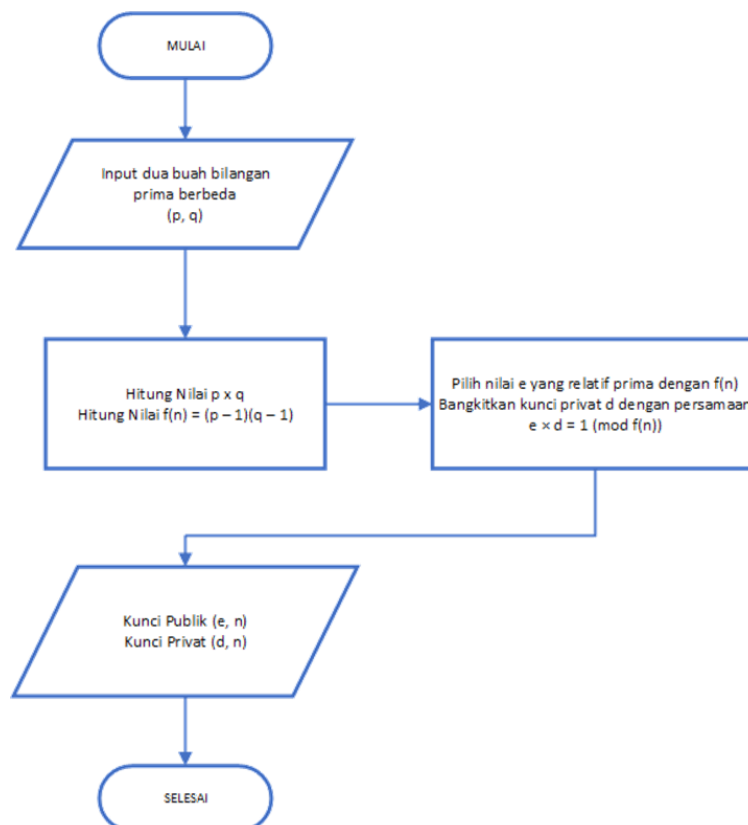 MULAI
Input dua buah bilangan
prima berbeda
(p, q)
Hitung Nilai p x q
Hitung Nilai f(n) = (p – 1)(q – 1)
Pilih nilai e yang relatif prima dengan f(n)
Bangkitkan kunci privat d dengan persamaan
e × d = 1 (mod f(n))
Kunci Publik (e, n)
Kunci Privat (d, n)
SELESAI